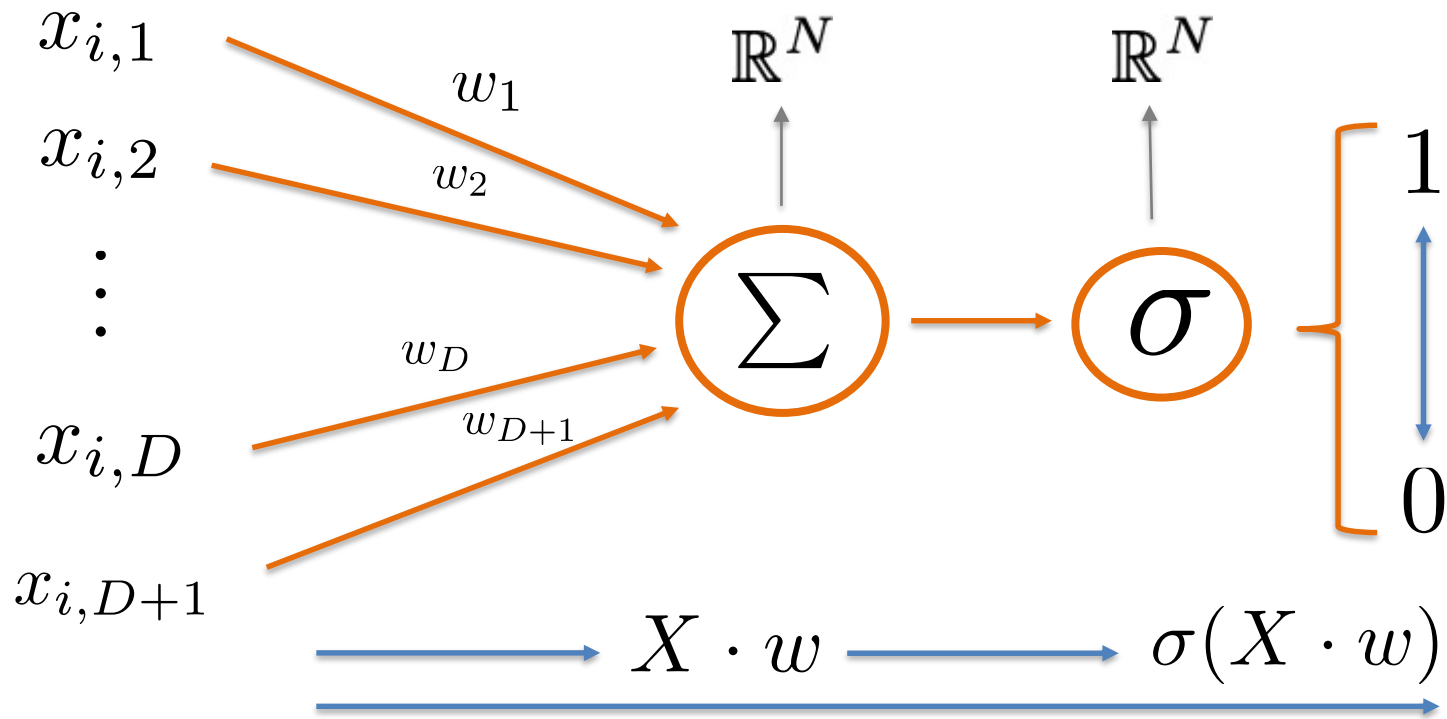 x_{i,1}
w_1
ℝ^N
ℝ^N
x_{i,2}
w_2
1
⋮
∑
σ
w_D
x_{i,D}
w_{D+1}
0
x_{i,D+1}
X · w
σ(X · w)